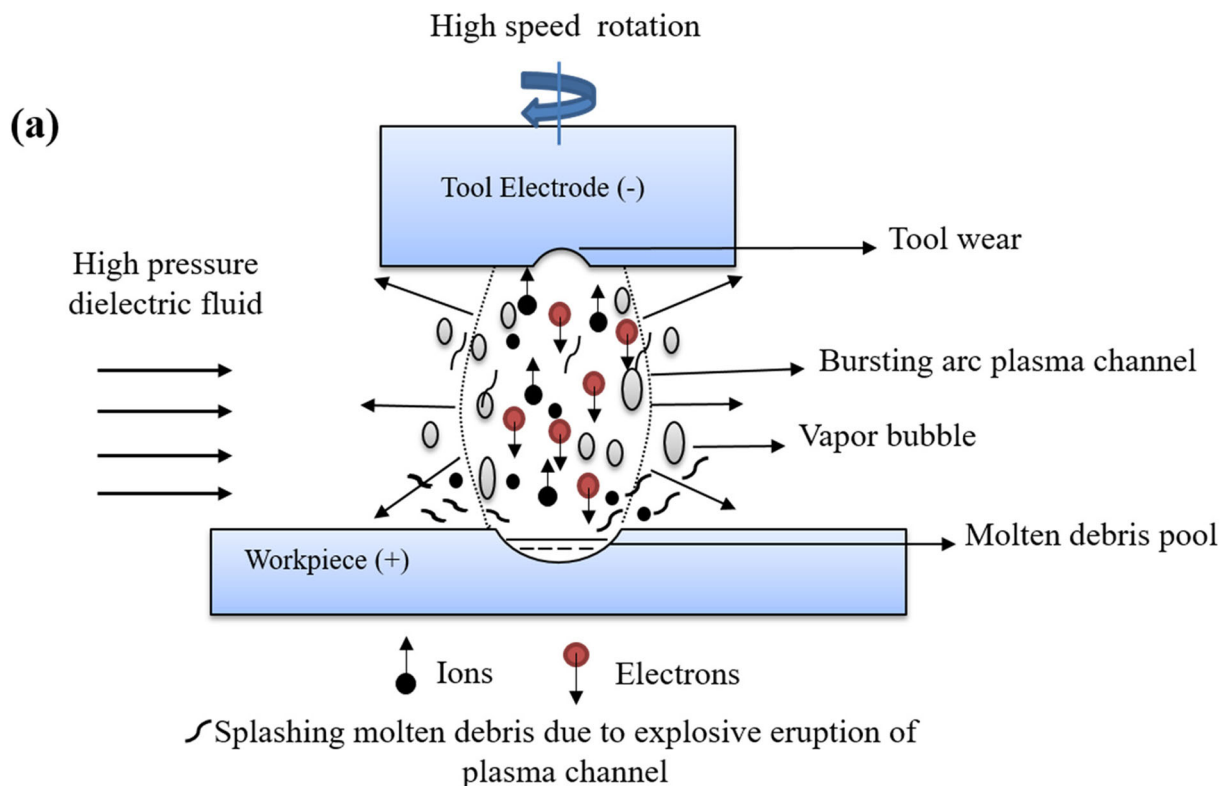 High speed rotation
(a)
Tool Electrode (-)
Tool wear
High pressure
dielectric fluid
Bursting arc plasma channel
Vapor bubble
Molten debris pool
Workpiece (+)
Ions
Electrons
Splashing molten debris due to explosive eruption of
plasma channel